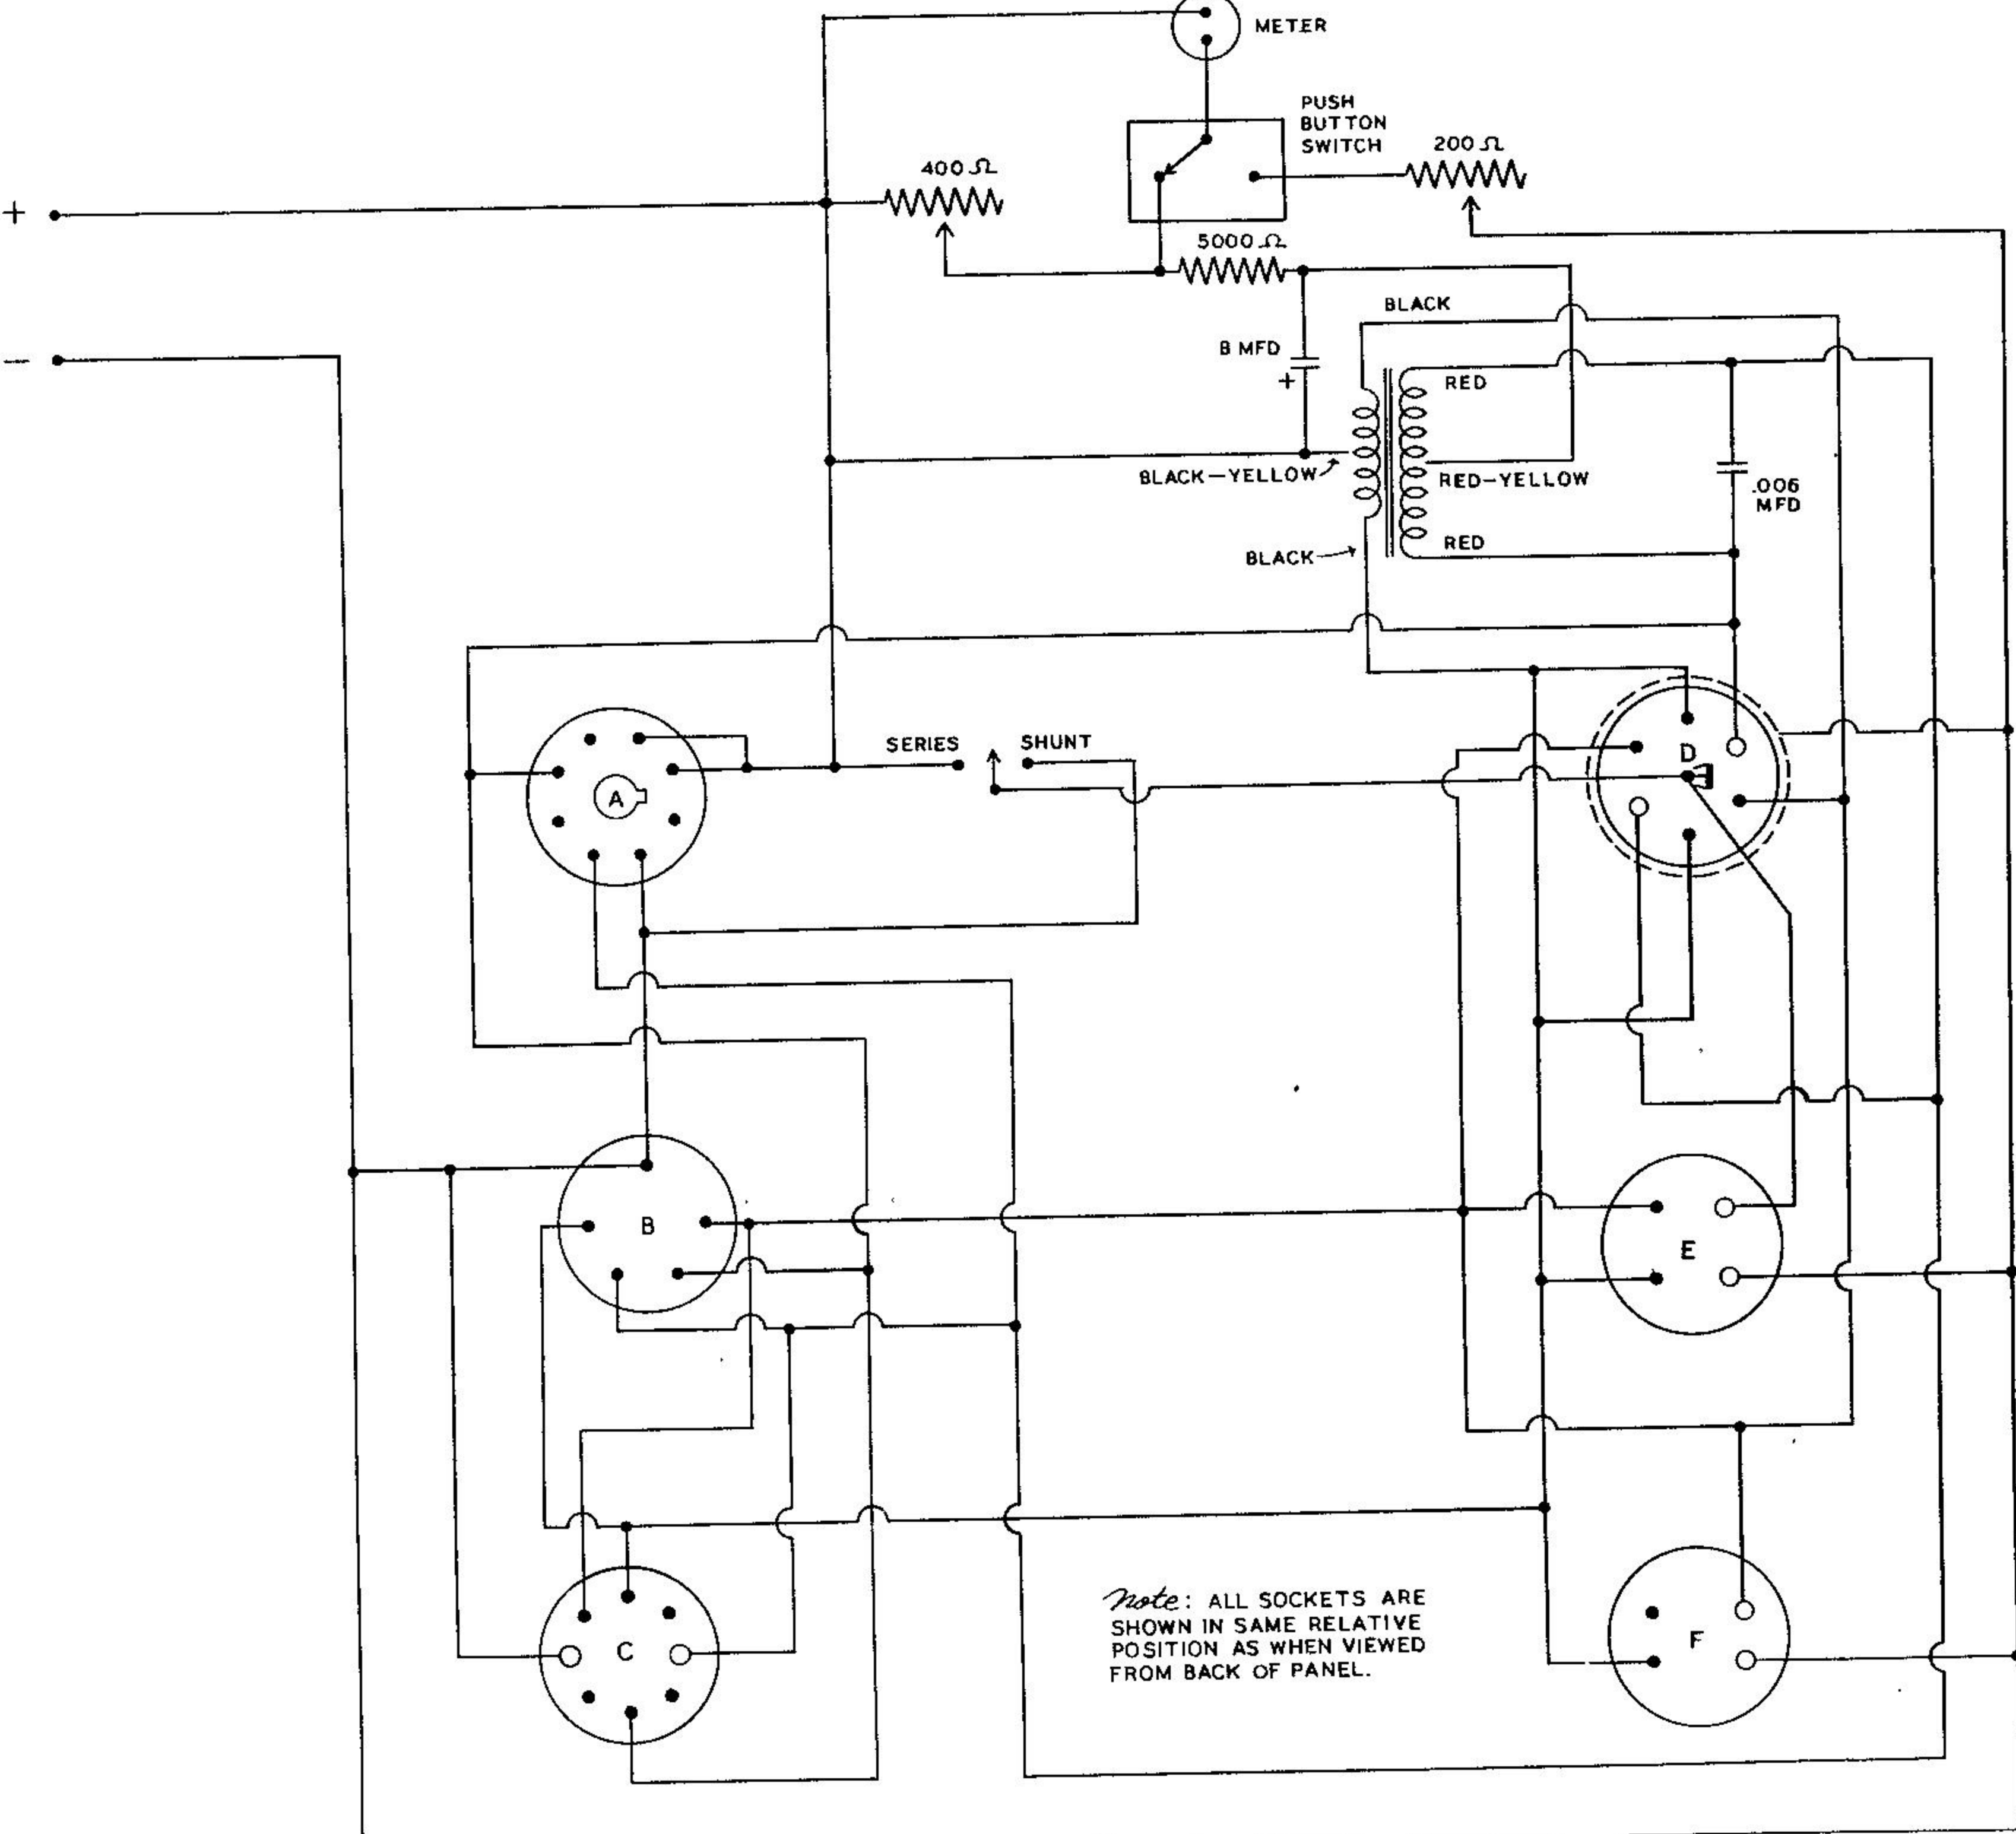 METER
PUSH
BUTTON
SWITCH
200 Ω
400 Ω
+
5000 Ω
BLACK
8 MFD
+
RED
−
BLACK-YELLOW
RED-YELLOW
.006
MFD
BLACK
RED
SERIES
SHUNT
D
A
B
E
C
F
Note: ALL SOCKETS ARE
SHOWN IN SAME RELATIVE
POSITION AS WHEN VIEWED
FROM BACK OF PANEL.